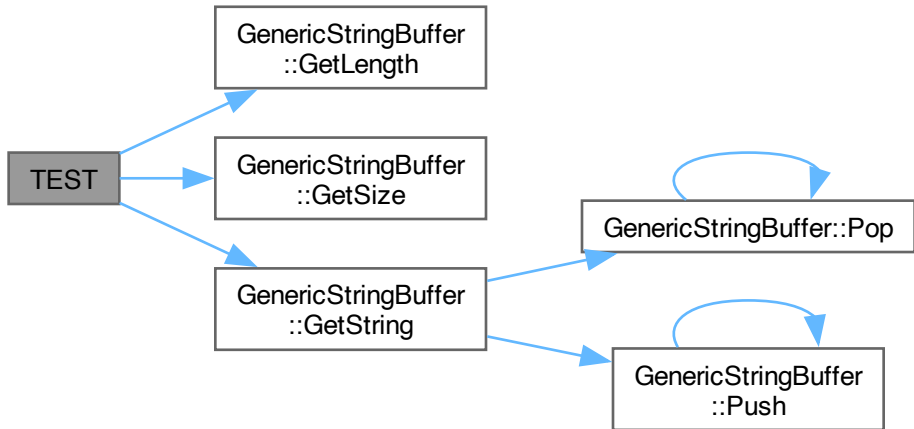 GenericStringBuffer
::GetLength
TEST
GenericStringBuffer
::GetSize
GenericStringBuffer::Pop
GenericStringBuffer
::GetString
GenericStringBuffer
::Push